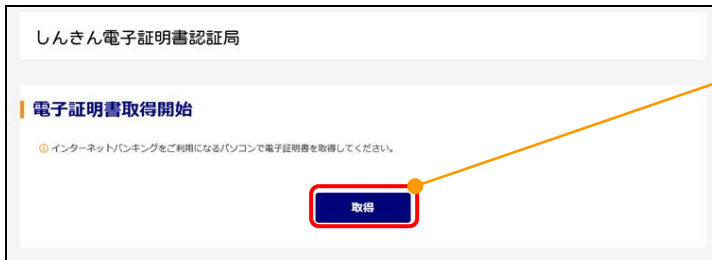 しんきん電子証明書認証局
電子証明書取得開始
インターネットバンキングをご利用になるパソコンで電子証明書を取得してください。
取得